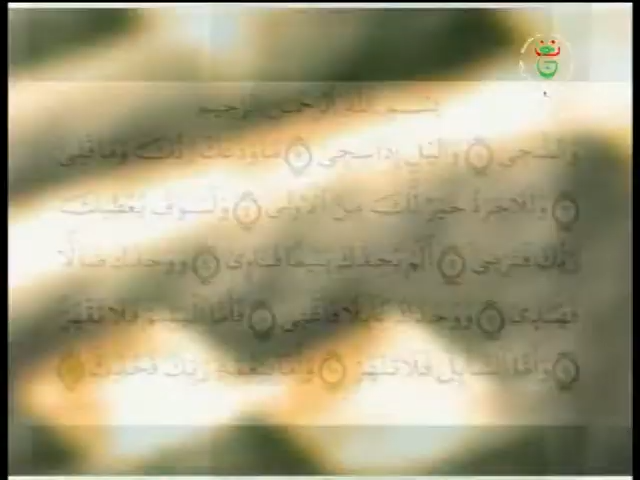 بسم الله الرحمن الرحيم
والضحى ۝ والليل إذا سجى ۝ ما ودعك ربك وما قلى
۝ وللآخرة خير لك من الأولى ۝ ولسوف يعطيك
ربك فترضى ۝ ألم يجدك يتيما فآوى ۝ ووجدك ضالا
فهدى ۝ ووجدك عائلا فأغنى ۝ فأما اليتيم فلا تقهر
۝ وأما السائل فلا تنهر ۝ وأما بنعمة ربك فحدث ۝